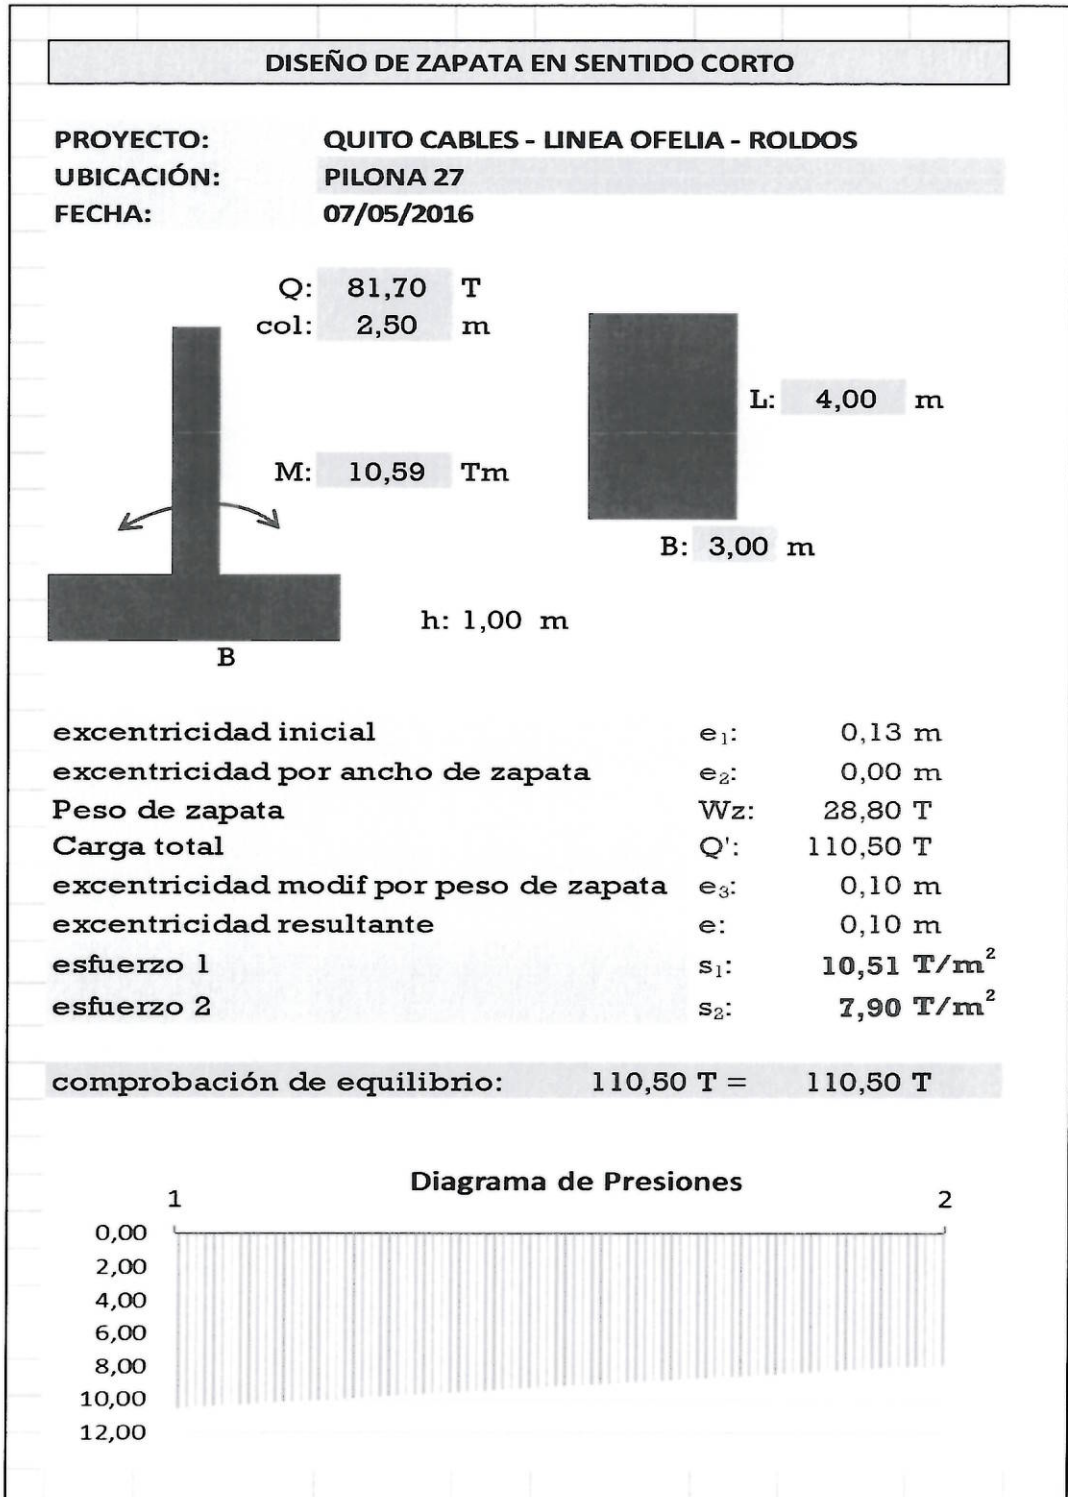 DISEÑO DE ZAPATA EN SENTIDO CORTO
PROYECTO: QUITO CABLES - LINEA OFELIA - ROLDOS
UBICACIÓN: PILONA 27
FECHA: 07/05/2016
Q: 81,70 T
col: 2,50 m
L: 4,00 m
M: 10,59 Tm
B: 3,00 m
h: 1,00 m
B
excentricidad inicial e₁: 0,13 m
excentricidad por ancho de zapata e₂: 0,00 m
Peso de zapata Wz: 28,80 T
Carga total Q': 110,50 T
excentricidad modif por peso de zapata e₃: 0,10 m
excentricidad resultante e: 0,10 m
esfuerzo 1 s₁: 10,51 T/m²
esfuerzo 2 s₂: 7,90 T/m²
comprobación de equilibrio: 110,50 T = 110,50 T
Diagrama de Presiones
1 2
0,00
2,00
4,00
6,00
8,00
10,00
12,00